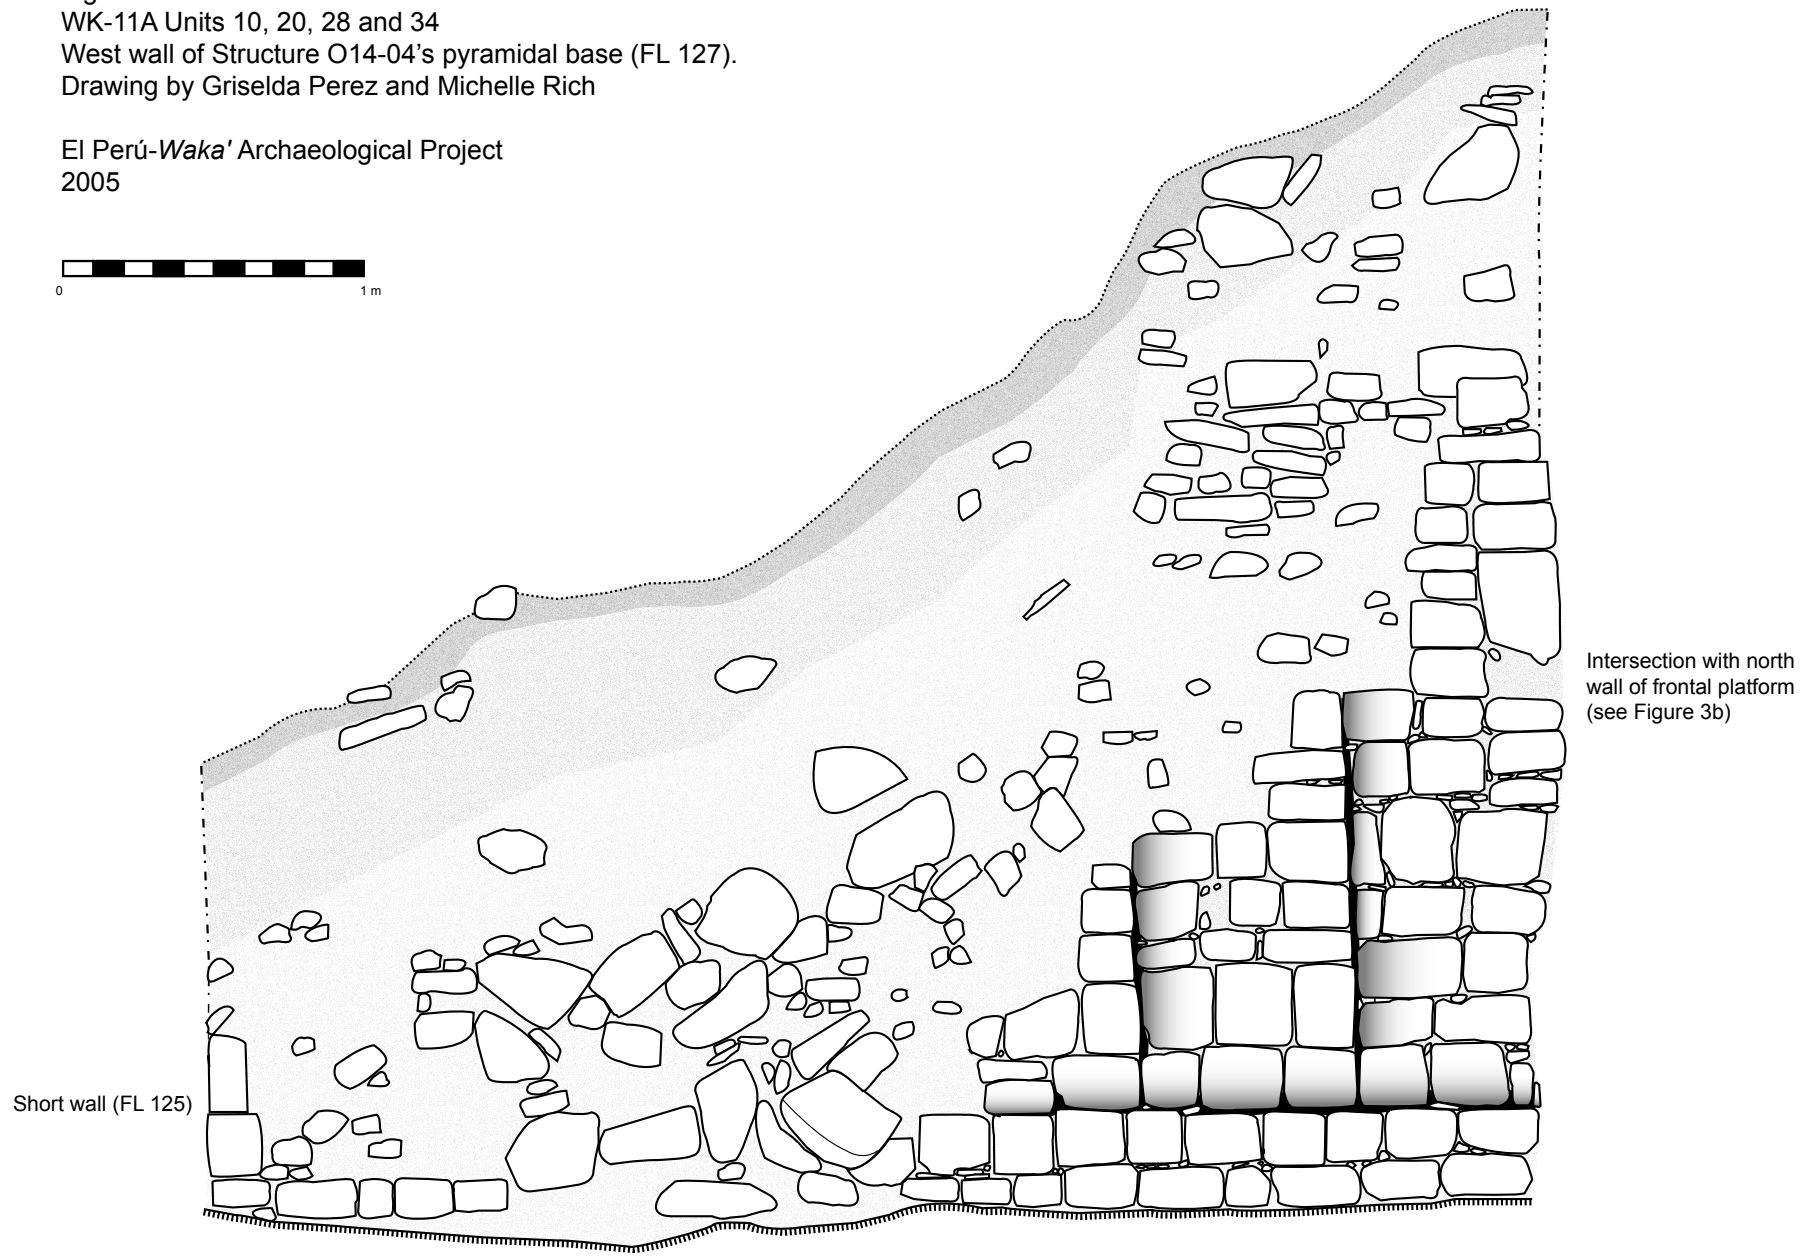 WK-11A Units 10, 20, 28 and 34
West wall of Structure O14-04’s pyramidal base (FL 127).
Drawing by Griselda Perez and Michelle Rich
El Perú-Waka' Archaeological Project
2005
0 1 m
Intersection with north
wall of frontal platform
(see Figure 3b)
Short wall (FL 125)